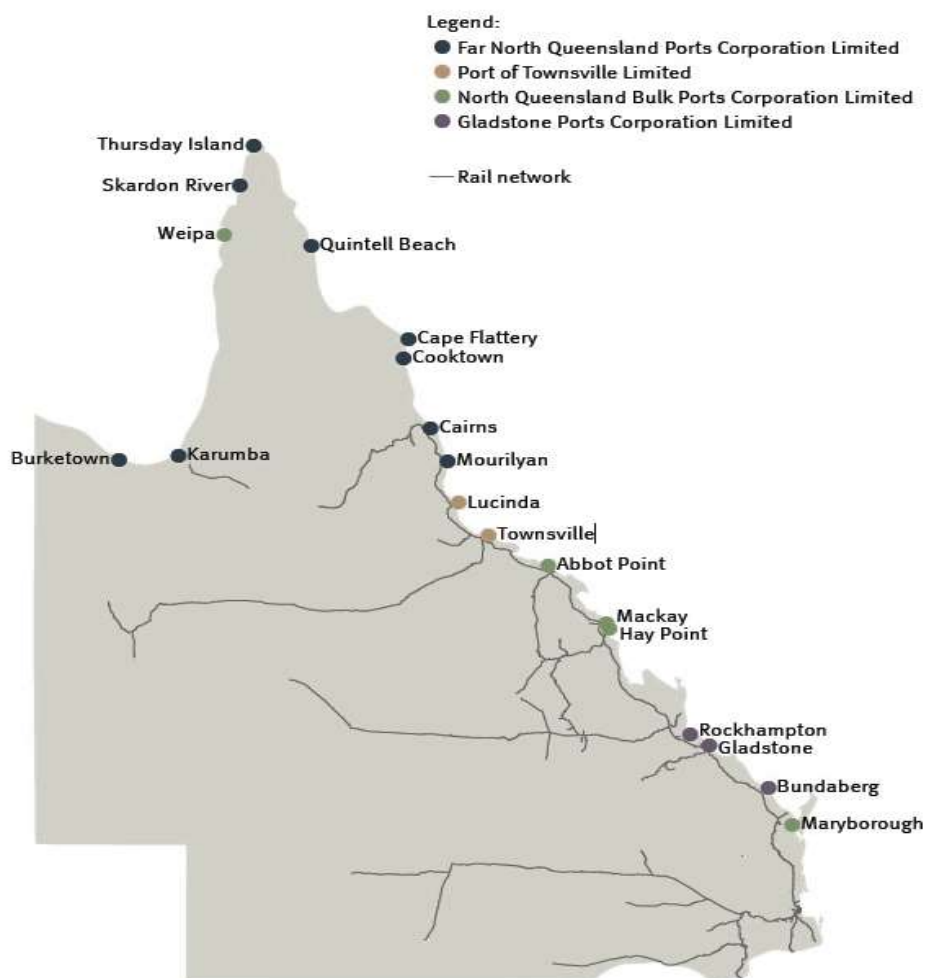 Legend:
Far North Queensland Ports Corporation Limited
Port of Townsville Limited
North Queensland Bulk Ports Corporation Limited
Gladstone Ports Corporation Limited
Rail network
Thursday Island
Skardon River
Weipa
Quintell Beach
Cape Flattery
Cooktown
Cairns
Burketown
Karumba
Mourilyan
Lucinda
Townsville
Abbot Point
Mackay
Hay Point
Rockhampton
Gladstone
Bundaberg
Maryborough